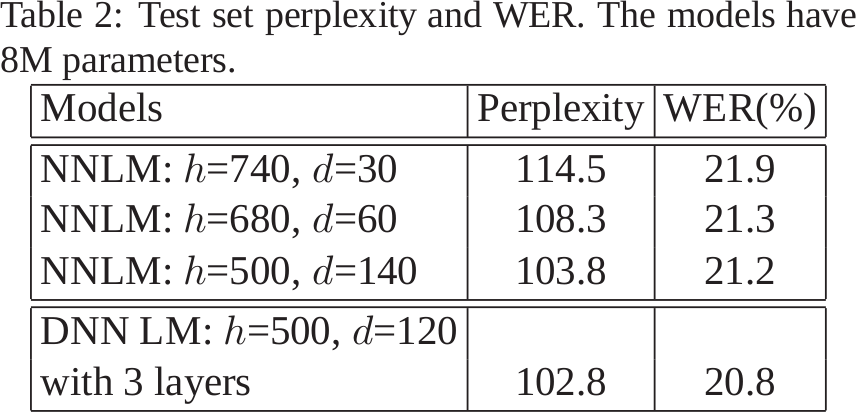 Table 2: Test set perplexity and WER. The models have
8M parameters.
Models Perplexity WER(%)
NNLM: h=740, d=30 114.5 21.9
NNLM: h=680, d=60 108.3 21.3
NNLM: h=500, d=140 103.8 21.2
DNN LM: h=500, d=120
with 3 layers 102.8 20.8